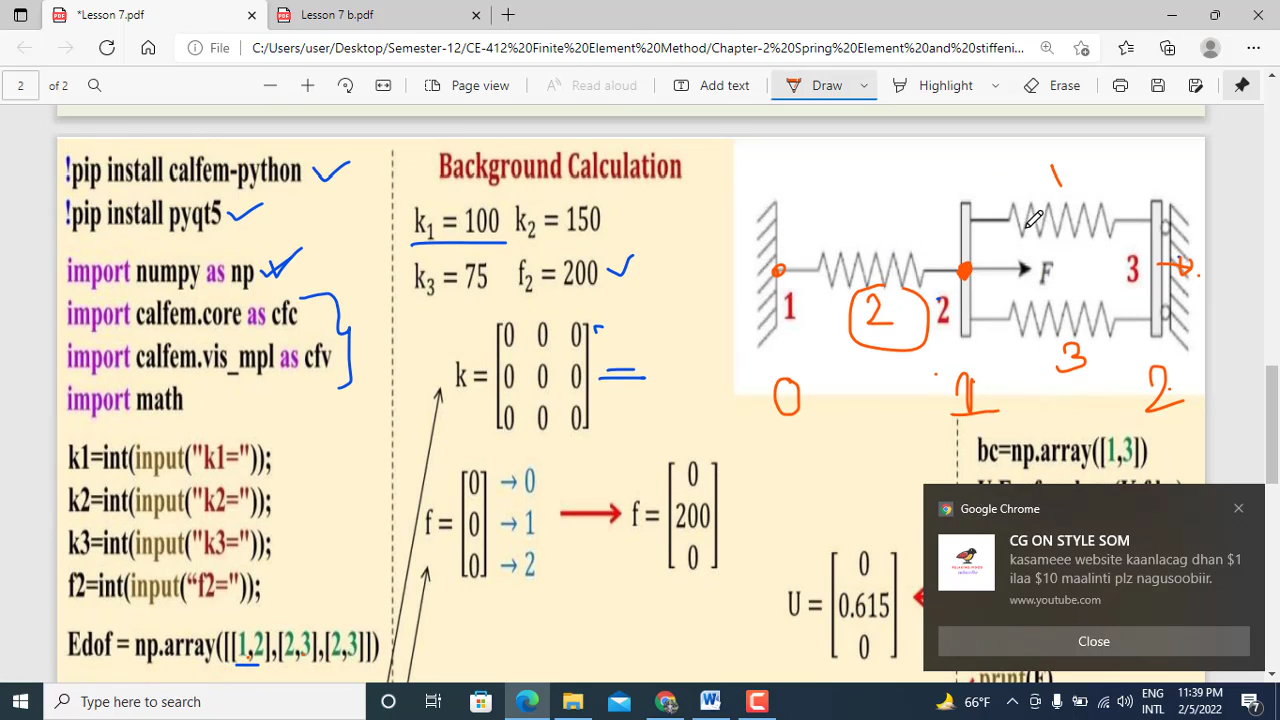 *Lesson 7.pdf
Lesson 7 b.pdf
File
C:/Users/user/Desktop/Semester-12/CE-412%20Finite%20Element%20Method/Chapter-2%20Spring%20Element%20and%20stiffeni...
2 of 2
Page view
Read aloud
Add text
Draw
Highlight
Erase
!pip install calfem-python
!pip install pyqt5
import numpy as np
import calfem.core as cfc
import calfem.vis_mpl as cfv
import math
k1=int(input("k1="));
k2=int(input("k2="));
k3=int(input("k3="));
f2=int(input(“f2="));
Edof = np.array([[1,2],[2,3],[2,3]])
Background Calculation
k₁ = 100 k₂ = 150
k₃ = 75 f₂ = 200
k = [0 0 0
0 0 0
0 0 0]
f = [0 → 0
0 → 1
0] → 2
f = [0
200
0]
1
1 2 2 F 3
3
0 1 2
bc=np.array([1,3])
U = [0
0.615
0]
print(F)
Google Chrome
CG ON STYLE SOM
kasameee website kaanlacag dhan $1
ilaa $10 maalinti plz nagusoobiir.
www.youtube.com
Close
Type here to search
66°F
ENG
INTL
11:39 PM
2/5/2022
7